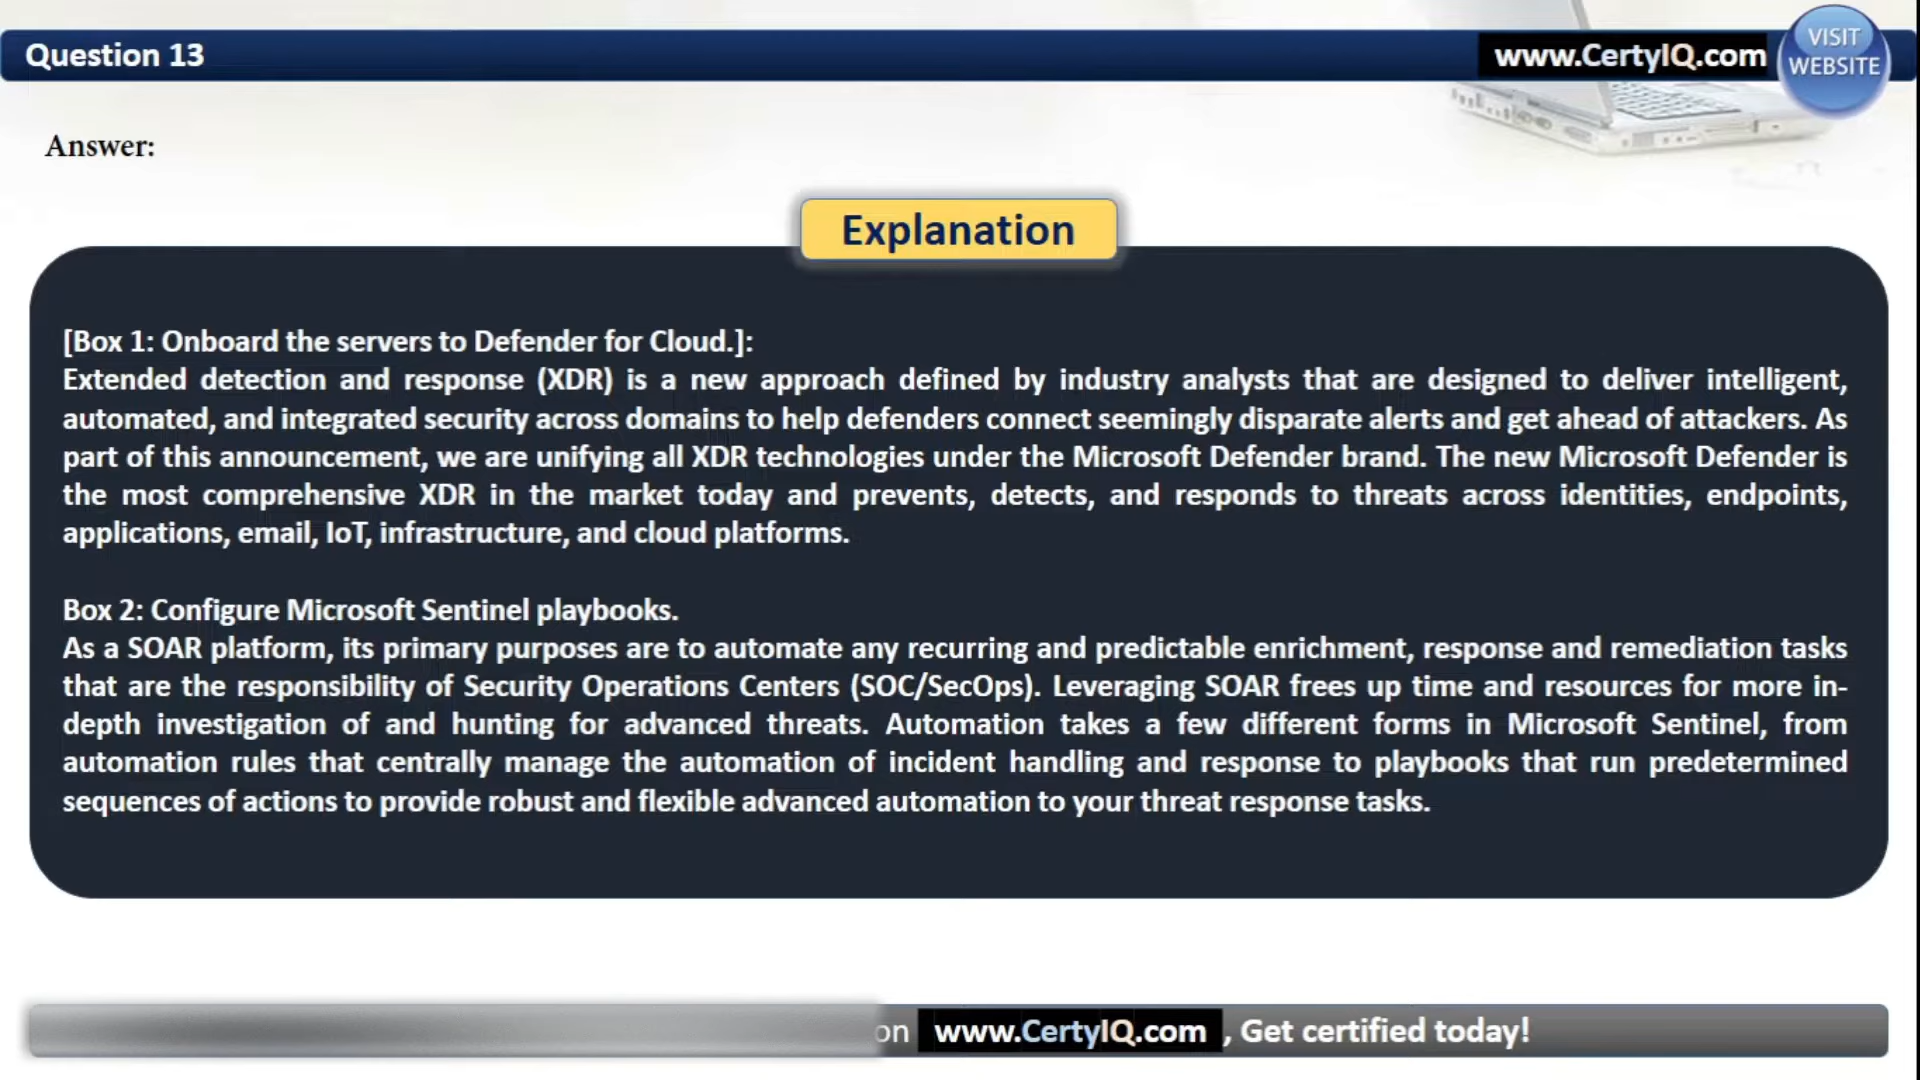 Question 13
www.CertyIQ.com
VISIT
WEBSITE
Answer:
Explanation
[Box 1: Onboard the servers to Defender for Cloud.]:
Extended detection and response (XDR) is a new approach defined by industry analysts that are designed to deliver intelligent,
automated, and integrated security across domains to help defenders connect seemingly disparate alerts and get ahead of attackers. As
part of this announcement, we are unifying all XDR technologies under the Microsoft Defender brand. The new Microsoft Defender is
the most comprehensive XDR in the market today and prevents, detects, and responds to threats across identities, endpoints,
applications, email, IoT, infrastructure, and cloud platforms.
Box 2: Configure Microsoft Sentinel playbooks.
As a SOAR platform, its primary purposes are to automate any recurring and predictable enrichment, response and remediation tasks
that are the responsibility of Security Operations Centers (SOC/SecOps). Leveraging SOAR frees up time and resources for more in-
depth investigation of and hunting for advanced threats. Automation takes a few different forms in Microsoft Sentinel, from
automation rules that centrally manage the automation of incident handling and response to playbooks that run predetermined
sequences of actions to provide robust and flexible advanced automation to your threat response tasks.
on www.CertyIQ.com , Get certified today!